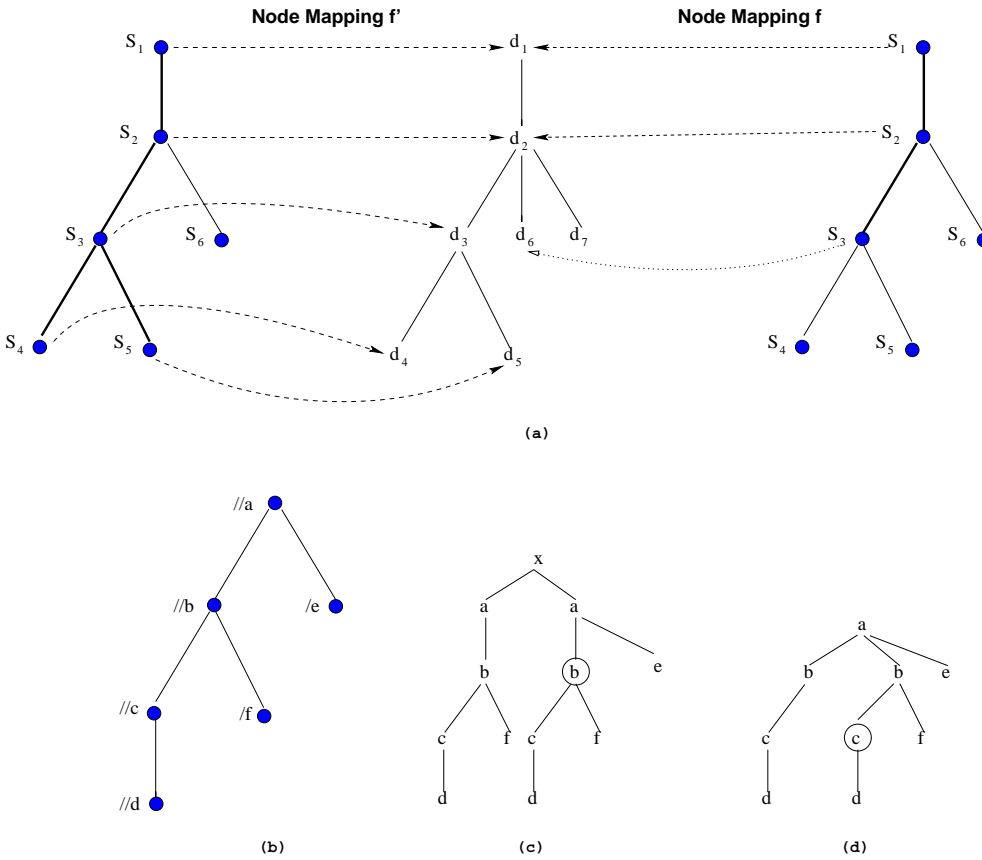 Node Mapping f'
Node Mapping f
S1
d1
S1
S2
d2
S2
S3
S6
d3
d6
d7
S3
S6
S4
S5
d4
d5
S4
S5
(a)
//a
//b
/e
//c
/f
//d
(b)
x
a
a
b
b
e
c
f
c
f
d
d
(c)
a
b
b
e
c
c
f
d
d
(d)